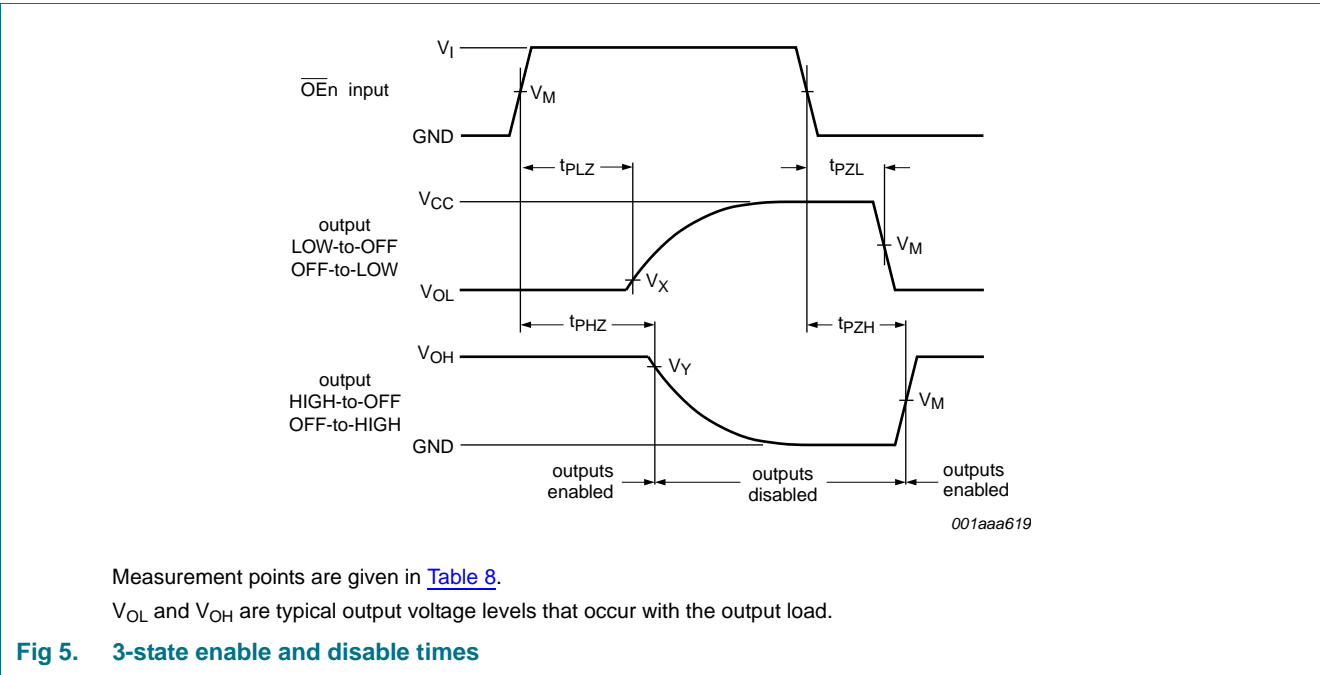 VI
OEn input
VM
GND
tPLZ
tPZL
VCC
output
LOW-to-OFF
OFF-to-LOW
VM
VX
VOL
tPHZ
tPZH
VOH
VY
output
HIGH-to-OFF
OFF-to-HIGH
VM
GND
outputs
enabled
outputs
disabled
outputs
enabled
001aaa619
Measurement points are given in Table 8.
VOL and VOH are typical output voltage levels that occur with the output load.
Fig 5. 3-state enable and disable times